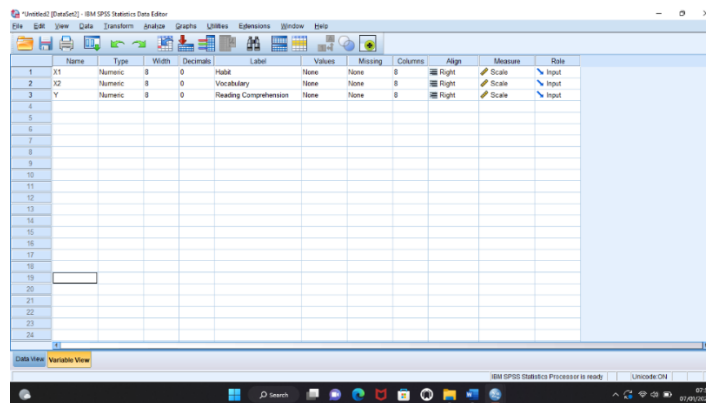 *Untitled2 [DataSet2] - IBM SPSS Statistics Data Editor
File Edit View Data Transform Analyze Graphs Utilities Extensions Window Help
Name Type Width Decimals Label Values Missing Columns Align Measure Role
1 X1 Numeric 8 0 Habit None None 8 Right Scale Input
2 X2 Numeric 8 0 Vocabulary None None 8 Right Scale Input
3 Y Numeric 8 0 Reading Comprehension None None 8 Right Scale Input
4
5
6
7
8
9
10
11
12
13
14
15
16
17
18
19
20
21
22
23
24
Data View Variable View
IBM SPSS Statistics Processor is ready Unicode:ON
Search